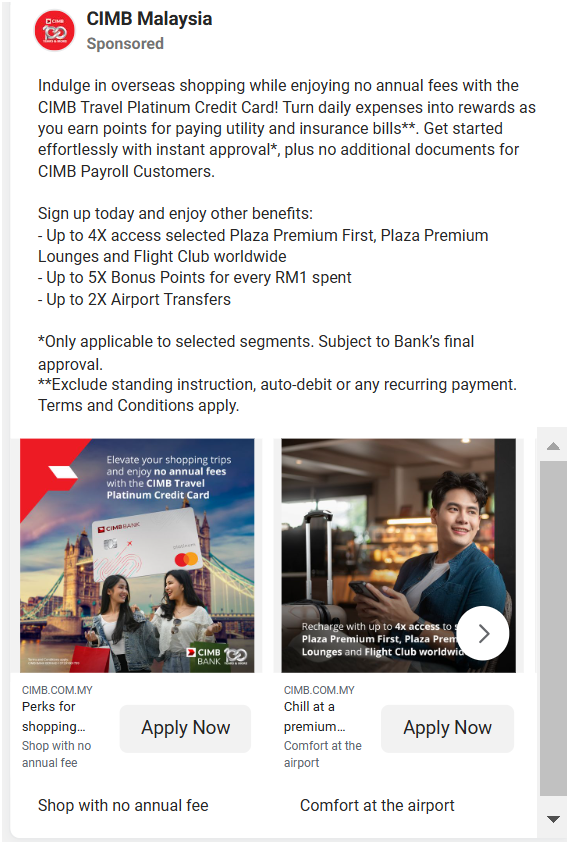 CIMB Malaysia
Sponsored
Indulge in overseas shopping while enjoying no annual fees with the
CIMB Travel Platinum Credit Card! Turn daily expenses into rewards as
you earn points for paying utility and insurance bills**. Get started
effortlessly with instant approval*, plus no additional documents for
CIMB Payroll Customers.
Sign up today and enjoy other benefits:
- Up to 4X access selected Plaza Premium First, Plaza Premium
Lounges and Flight Club worldwide
- Up to 5X Bonus Points for every RM1 spent
- Up to 2X Airport Transfers
*Only applicable to selected segments. Subject to Bank’s final
approval.
**Exclude standing instruction, auto-debit or any recurring payment.
Terms and Conditions apply.
Elevate your shopping trips
and enjoy no annual fees
with the CIMB Travel
Platinum Credit Card
CIMBBANK
CIMB
BANK
100
Recharge with up to 4x access to
Plaza Premium First, Plaza Prem
Lounges and Flight Club worldwi
CIMB.COM.MY
Perks for
shopping...
Shop with no
annual fee
Apply Now
CIMB.COM.MY
Chill at a
premium...
Comfort at the
airport
Apply Now
Shop with no annual fee
Comfort at the airport